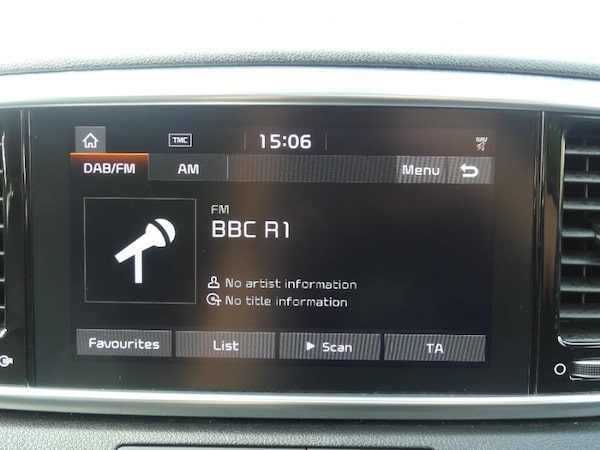 TMC 15:06 NAV
DAB/FM AM Menu
FM
BBC R1
No artist information
No title information
Favourites List Scan TA